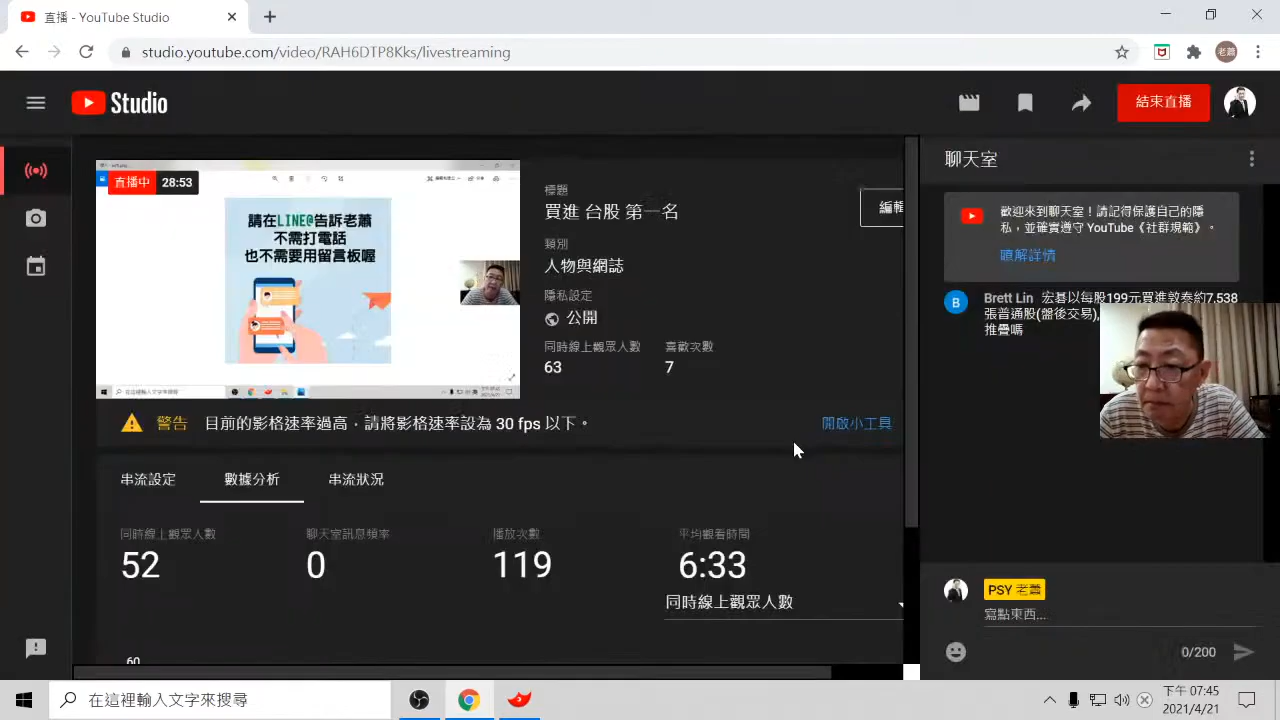 直播 - YouTube Studio
studio.youtube.com/video/RAH6DTP8Kks/livestreaming
老蕭
Studio
結束直播
直播中 28:53
請在LINE@告訴老蕭
不需打電話
也不需要用留言板喔
在這裡輸入文字來搜尋
標題
買進 台股 第一名
編輯
類別
人物與網誌
隱私設定
公開
同時線上觀眾人數 喜歡次數
63 7
警告 目前的影格速率過高，請將影格速率設為 30 fps 以下。 開啟小工具
串流設定 數據分析 串流狀況
同時線上觀眾人數 聊天室訊息頻率 播放次數 平均觀看時間
52 0 119 6:33
同時線上觀眾人數
60
聊天室
歡迎來到聊天室！請記得保護自己的隱
私，並確實遵守 YouTube《社群規範》。
瞭解詳情
B
Brett Lin 宏碁以每股199元買進敦泰約7,538
張普通股(盤後交易),
推疊嗎
PSY 老蕭
寫點東西...
0/200
在這裡輸入文字來搜尋
下午 07:45
2021/4/21